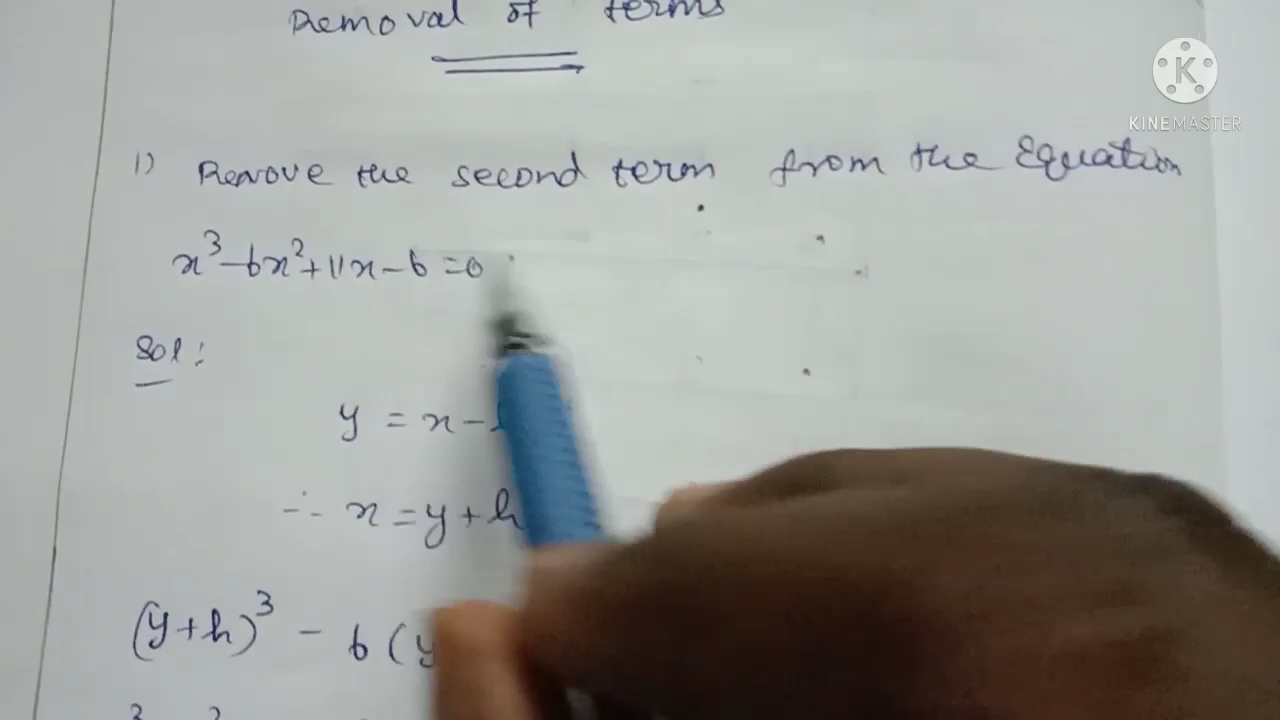 Removal of terms
KINEMASTER
1) Remove the second term from the Equation
x³-6x²+11x-6=0
Sol:
y = x-
∴ x=y+h
(y+h)³ - 6(y